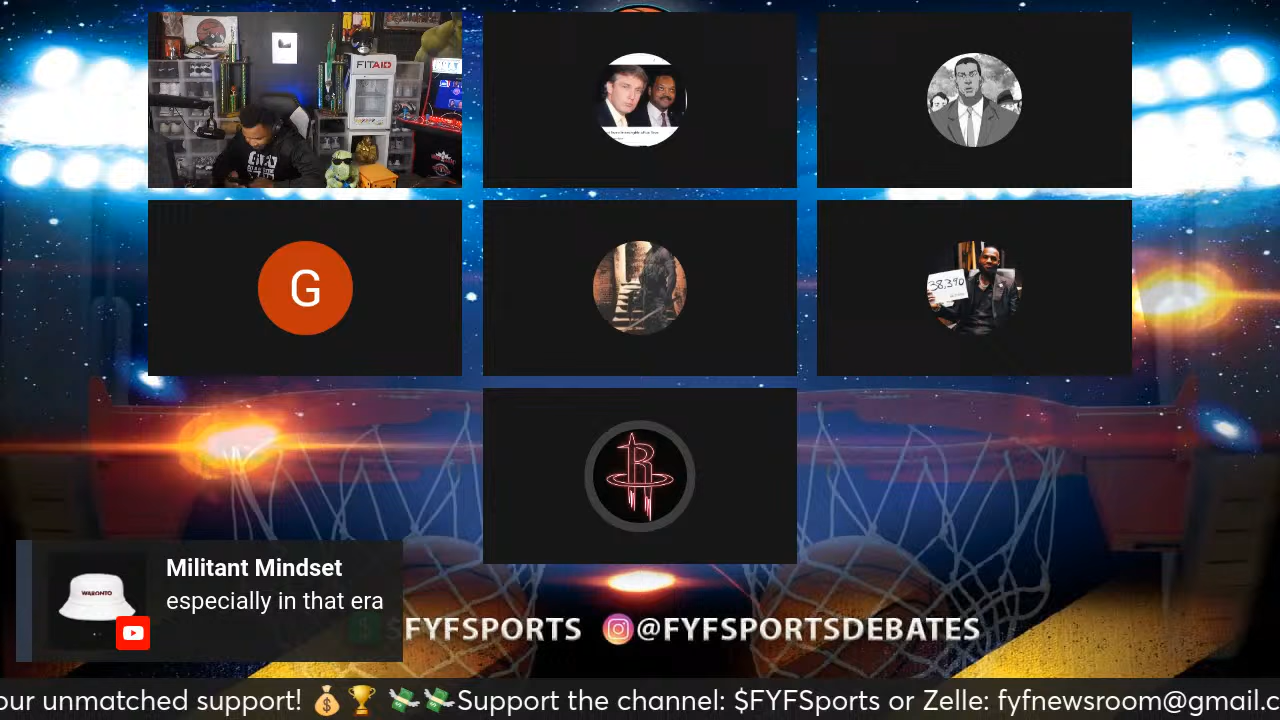 FITAID
G
38,390
R
WARONTO
Militant Mindset
especially in that era
FYFSPORTS
@FYFSPORTSDEBATES
our unmatched support! 💰🏆 💸💸Support the channel: $FYFSports or Zelle: fyfnewsroom@gmail.c